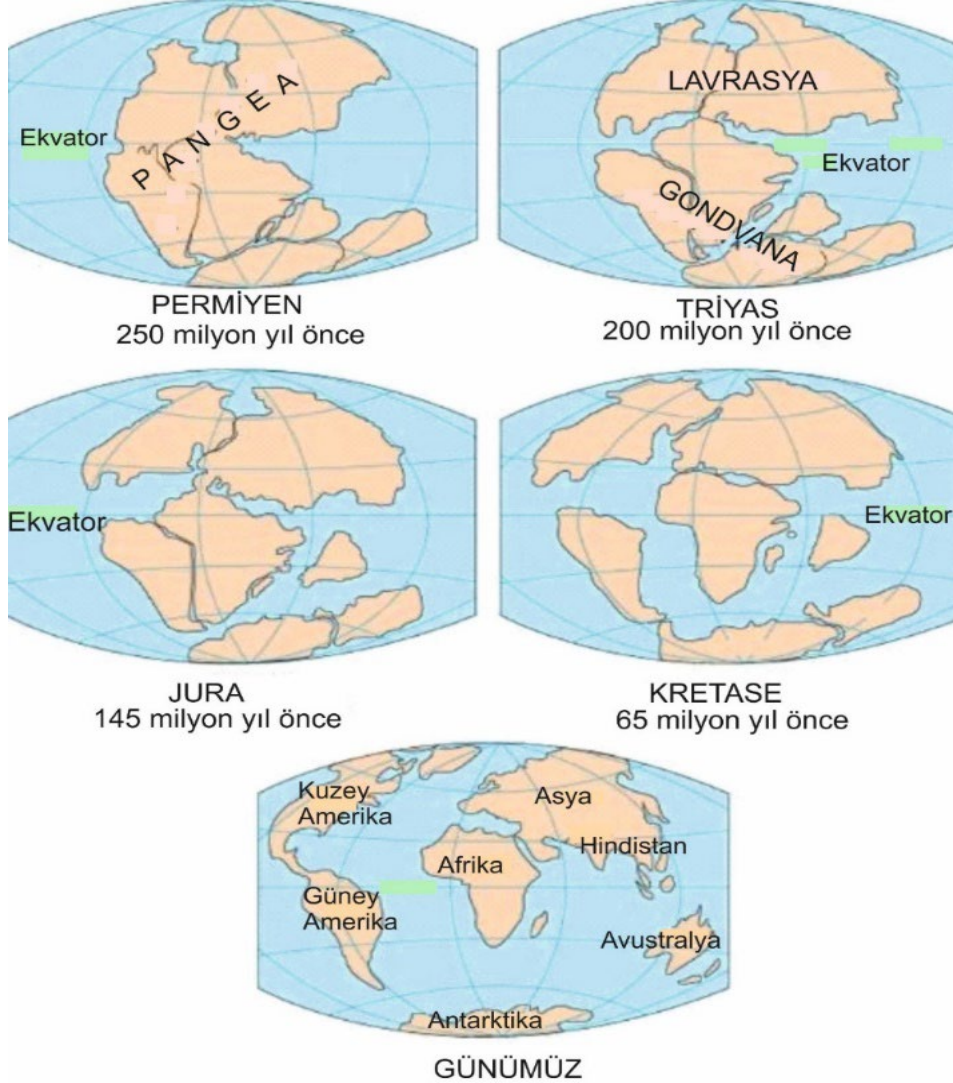 PANGEA
Ekvator
PERMİYEN
250 milyon yıl önce
LAVRASYA
Ekvator
GONDVANA
TRİYAS
200 milyon yıl önce
Ekvator
JURA
145 milyon yıl önce
Ekvator
KRETASE
65 milyon yıl önce
Kuzey
Amerika
Asya
Hindistan
Afrika
Güney
Amerika
Avustralya
Antarktika
GÜNÜMÜZ